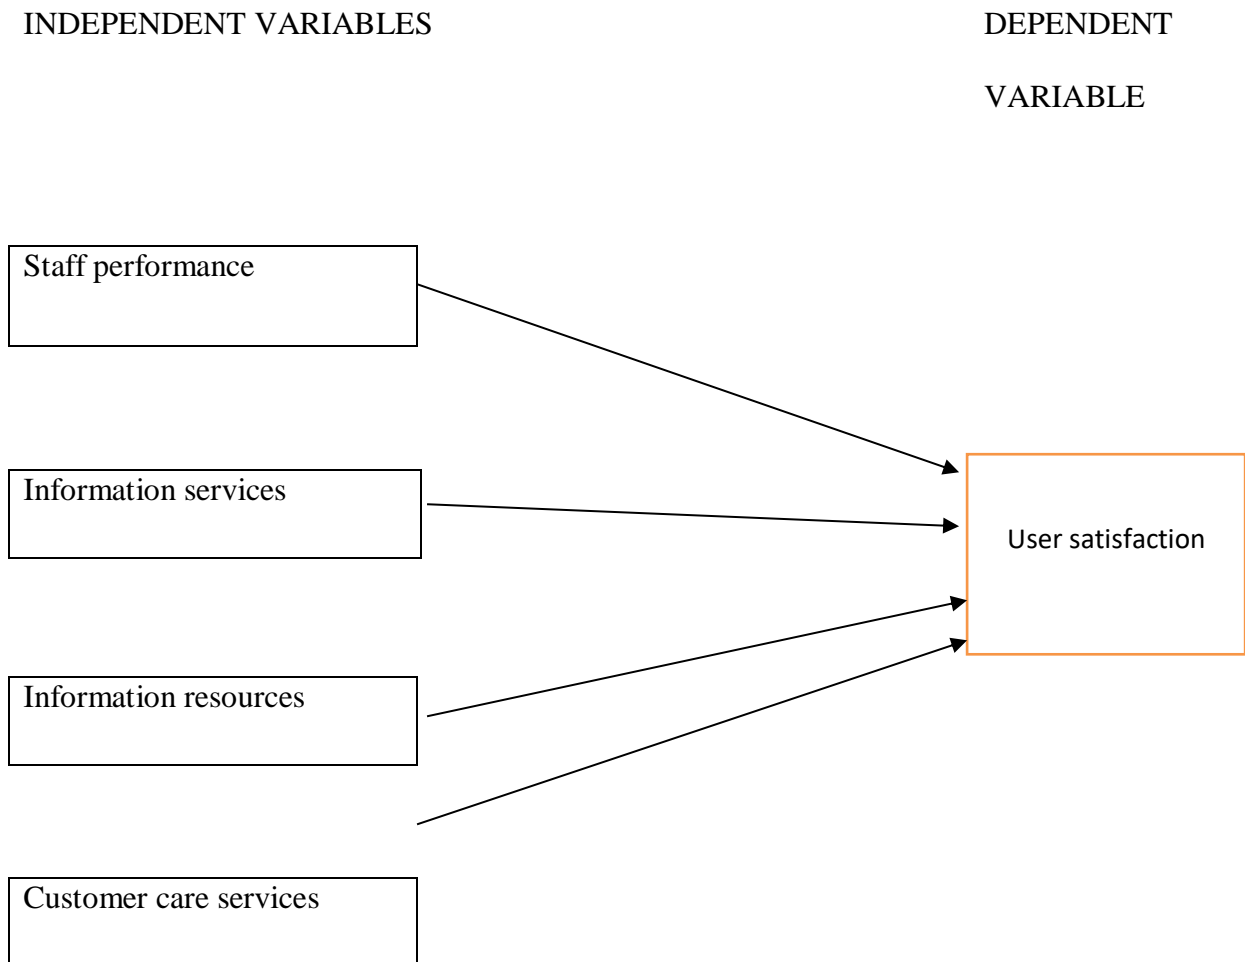 INDEPENDENT VARIABLES
DEPENDENT
VARIABLE
Staff performance
Information services
User satisfaction
Information resources
Customer care services